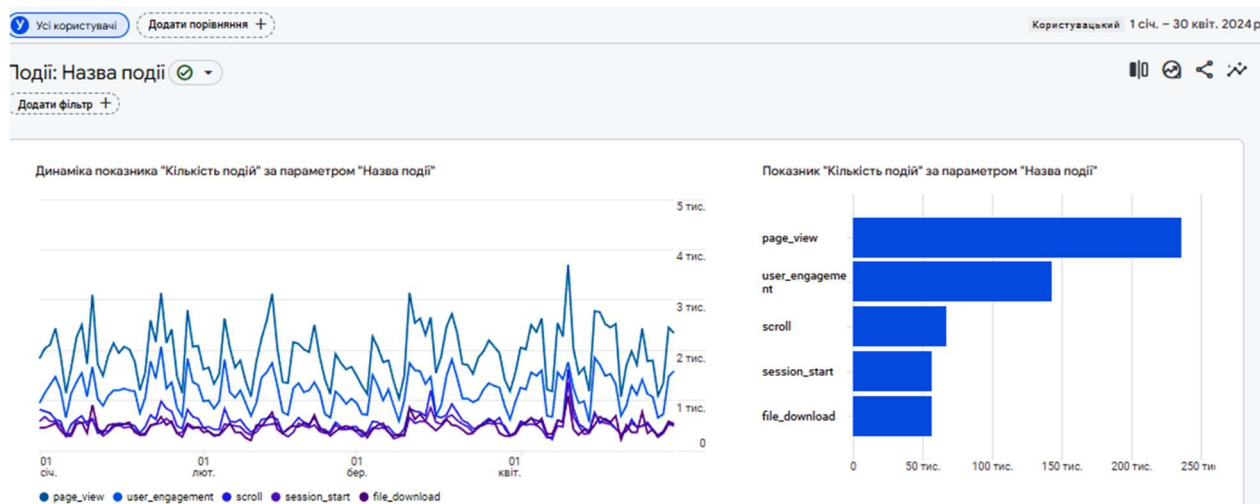 У Усі користувачі Додати порівняння + Користувацький 1 січ. – 30 квіт. 2024 р
Події: Назва події
Додати фільтр +
Динаміка показника "Кількість подій" за параметром "Назва події"
5 тис.
4 тис.
3 тис.
2 тис.
1 тис.
0
01 січ.
01 лют.
01 бер.
01 квіт.
page_view user_engagement scroll session_start file_download
Показник "Кількість подій" за параметром "Назва події"
page_view
user_engageme
nt
scroll
session_start
file_download
0 50 тис. 100 тис. 150 тис. 200 тис. 250 ти